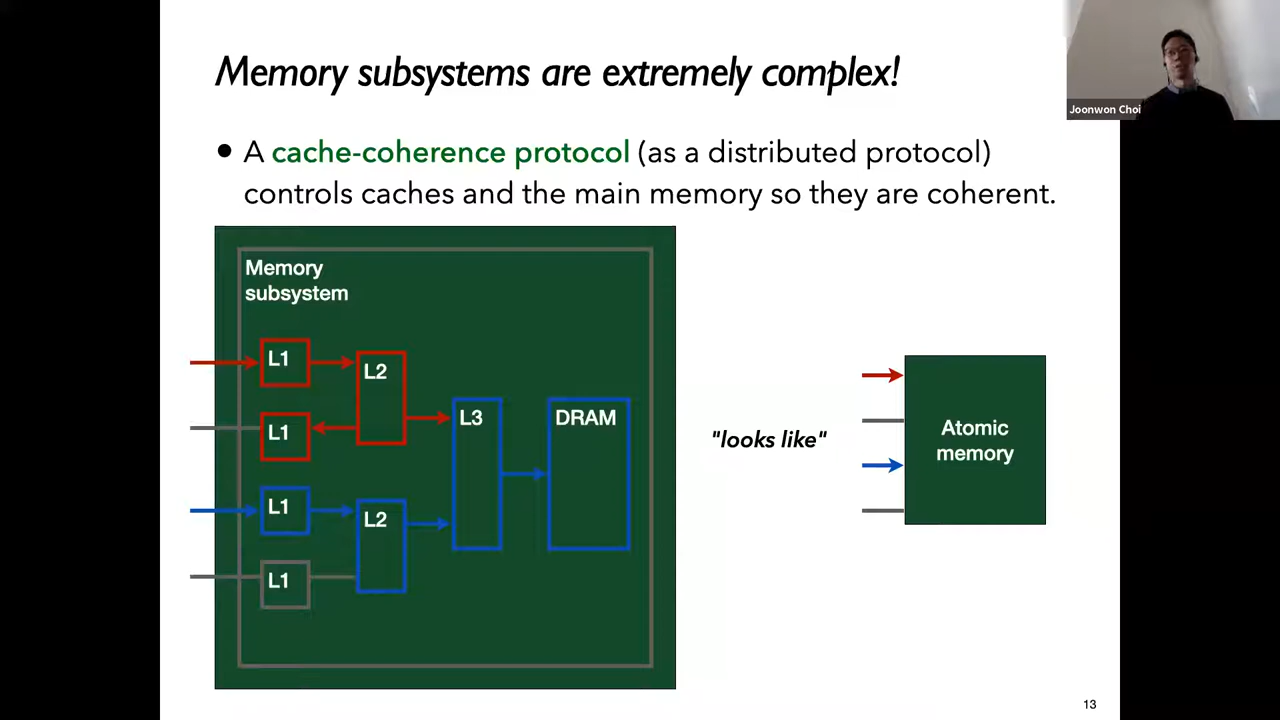 Memory subsystems are extremely complex!
Joonwon Choi
● A cache-coherence protocol (as a distributed protocol)
controls caches and the main memory so they are coherent.
Memory
subsystem
L1
L2
L1
L3
DRAM
L1
L2
L1
"looks like"
Atomic
memory
13